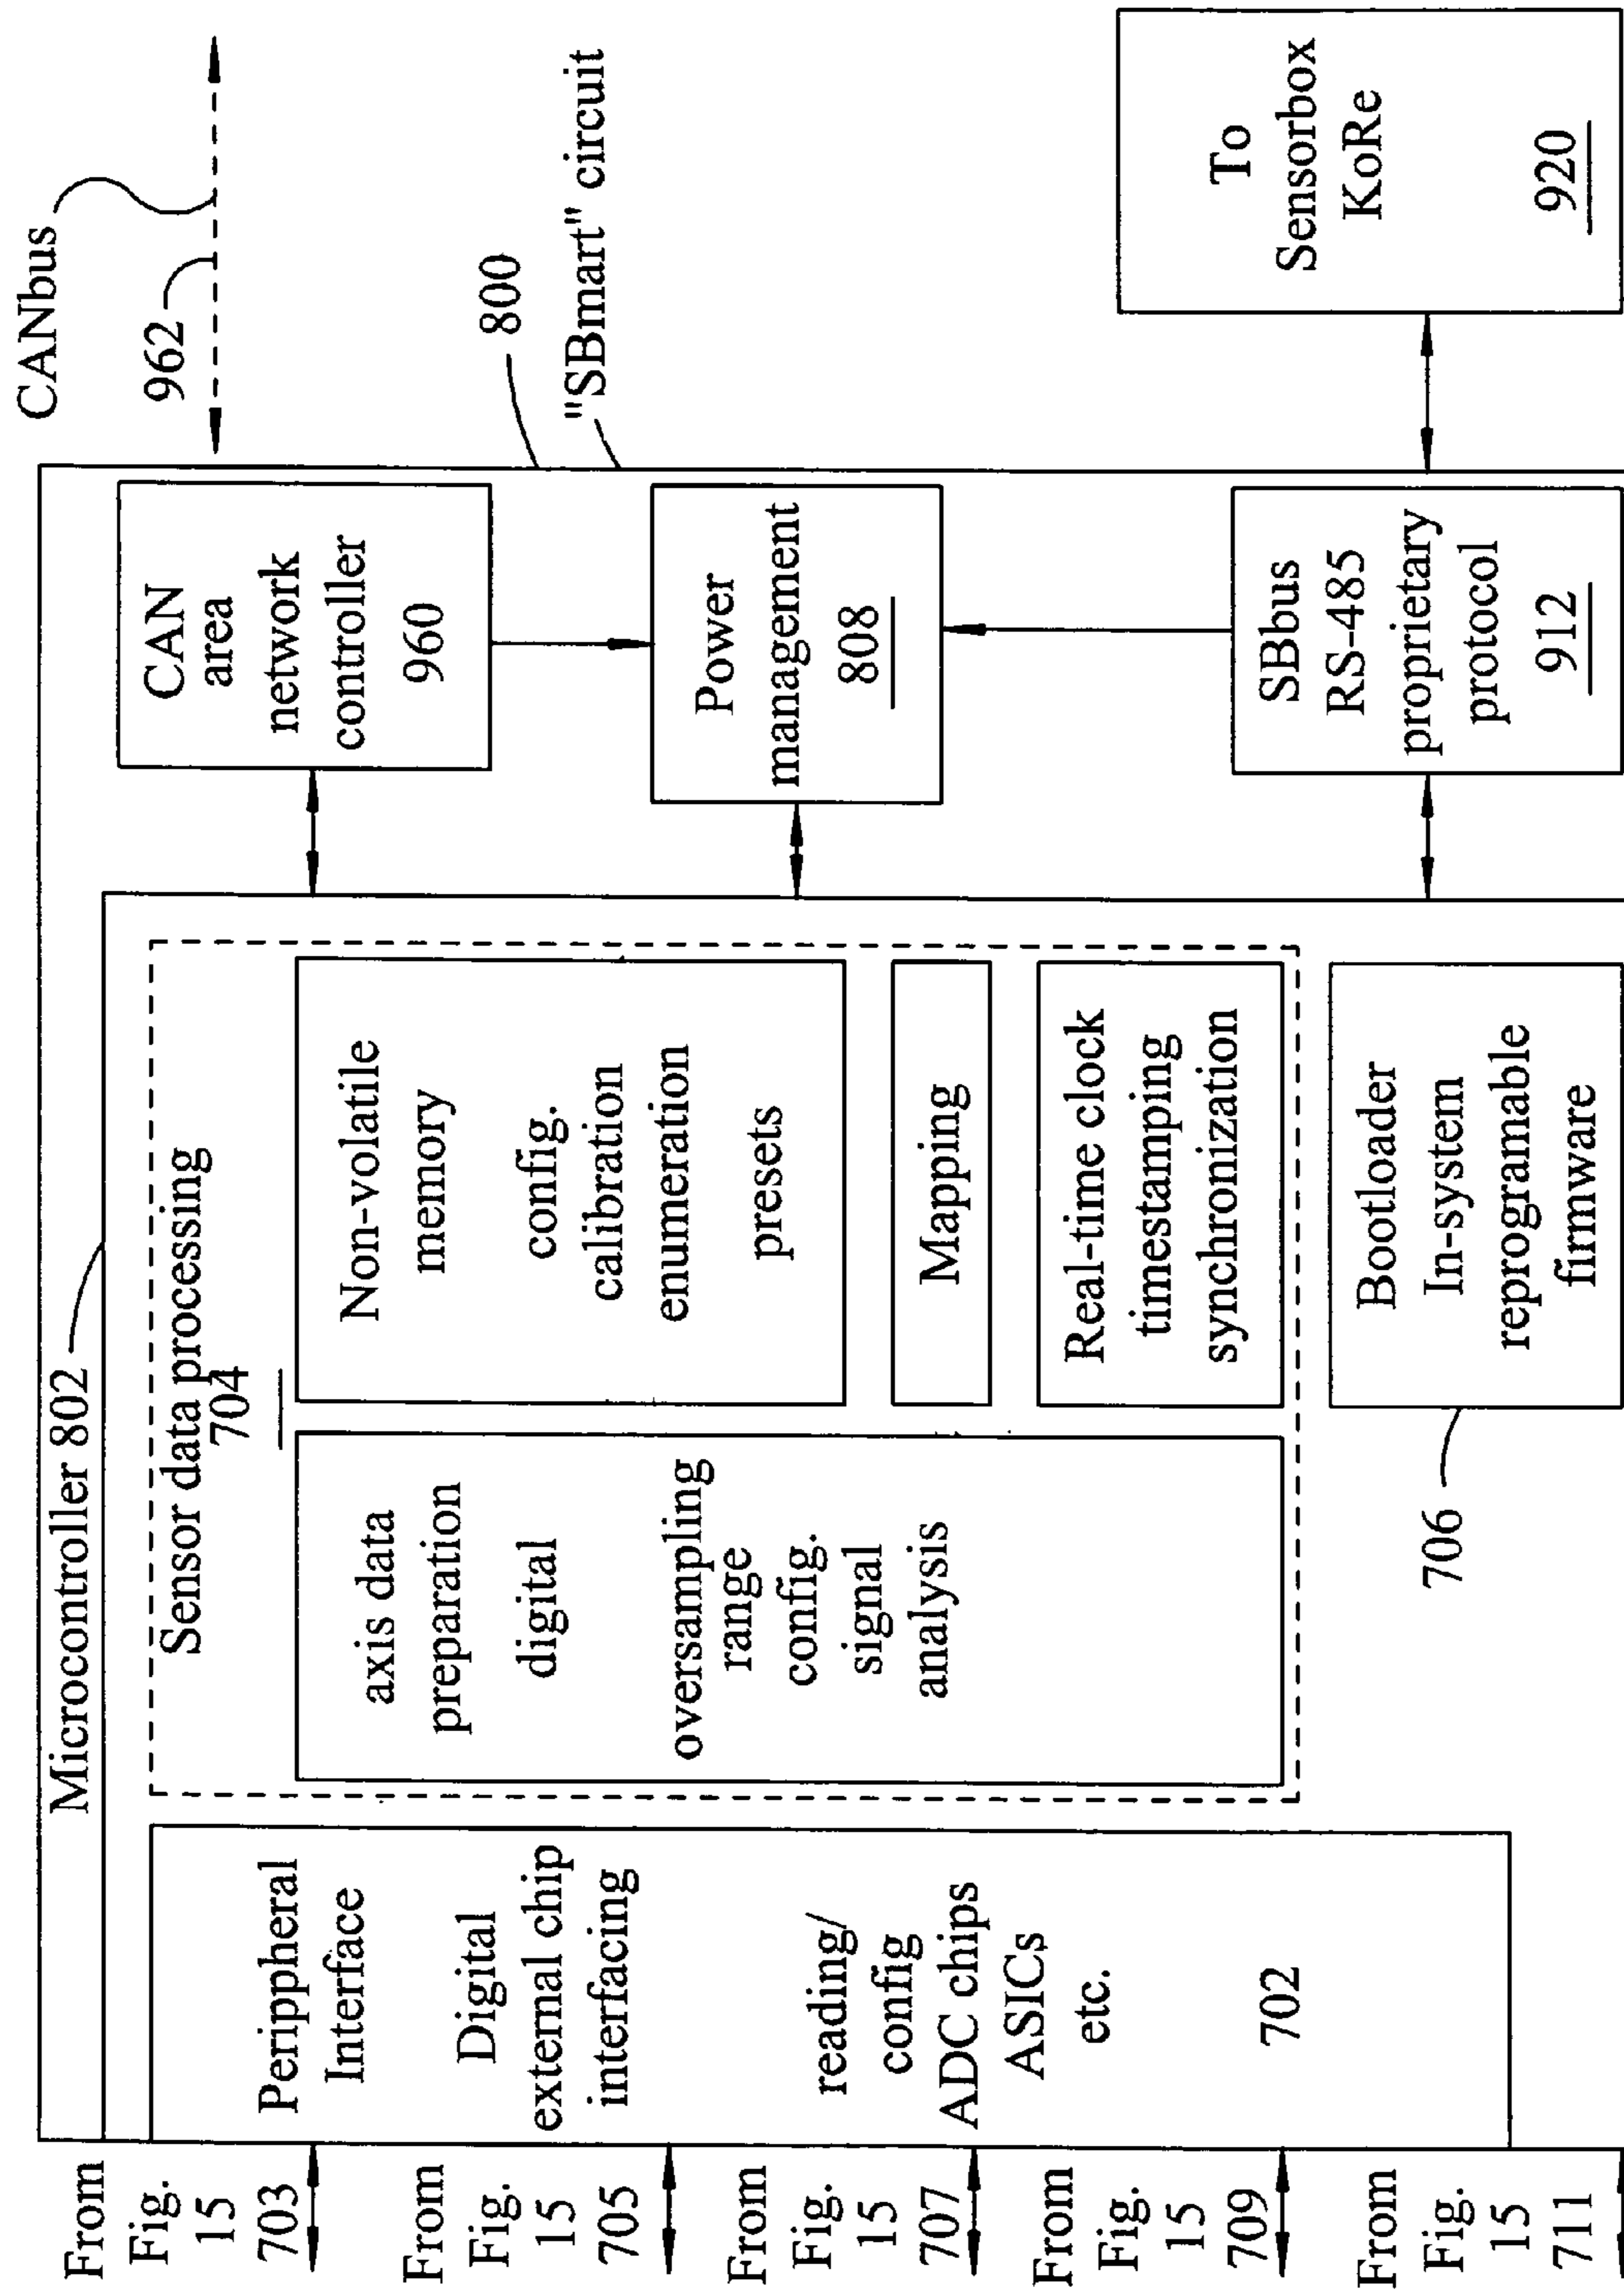 From
Fig.
15
703
From
Fig.
15
705
From
Fig.
15
707
From
Fig.
15
709
From
Fig.
15
711
Microcontroller 802
Perippheral
Interface
Digital
external chip
interfacing
reading/
config
ADC chips
ASICs
etc.
702
Sensor data processing
704
axis data
preparation
digital
oversampling
range
config.
signal
analysis
Non-volatile
memory
config.
calibration
enumeration
presets
Mapping
Real-time clock
timestamping
synchronization
Bootloader
In-system
reprogramable
firmware
706
CAN
area
network
controller
960
Power
management
808
SBbus
RS-485
proprietary
protocol
912
CANbus
962
800
"SBmart" circuit
To
Sensorbox
KoRe
920